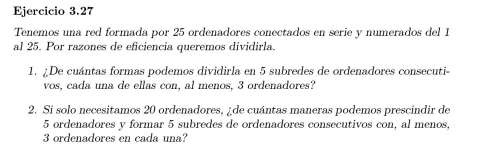 Ejercicio 3.27
Tenemos una red formada por 25 ordenadores conectados en serie y numerados del 1
al 25. Por razones de eficiencia queremos dividirla.
1. ¿De cuántas formas podemos dividirla en 5 subredes de ordenadores consecuti-
vos, cada una de ellas con, al menos, 3 ordenadores?
2. Si solo necesitamos 20 ordenadores, ¿de cuántas maneras podemos prescindir de
5 ordenadores y formar 5 subredes de ordenadores consecutivos con, al menos,
3 ordenadores en cada una?